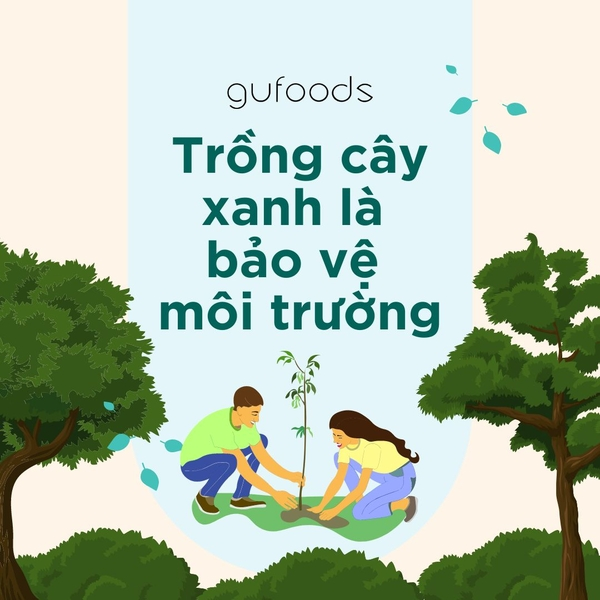 gufoods
Trồng cây
xanh là
bảo vệ
môi trường